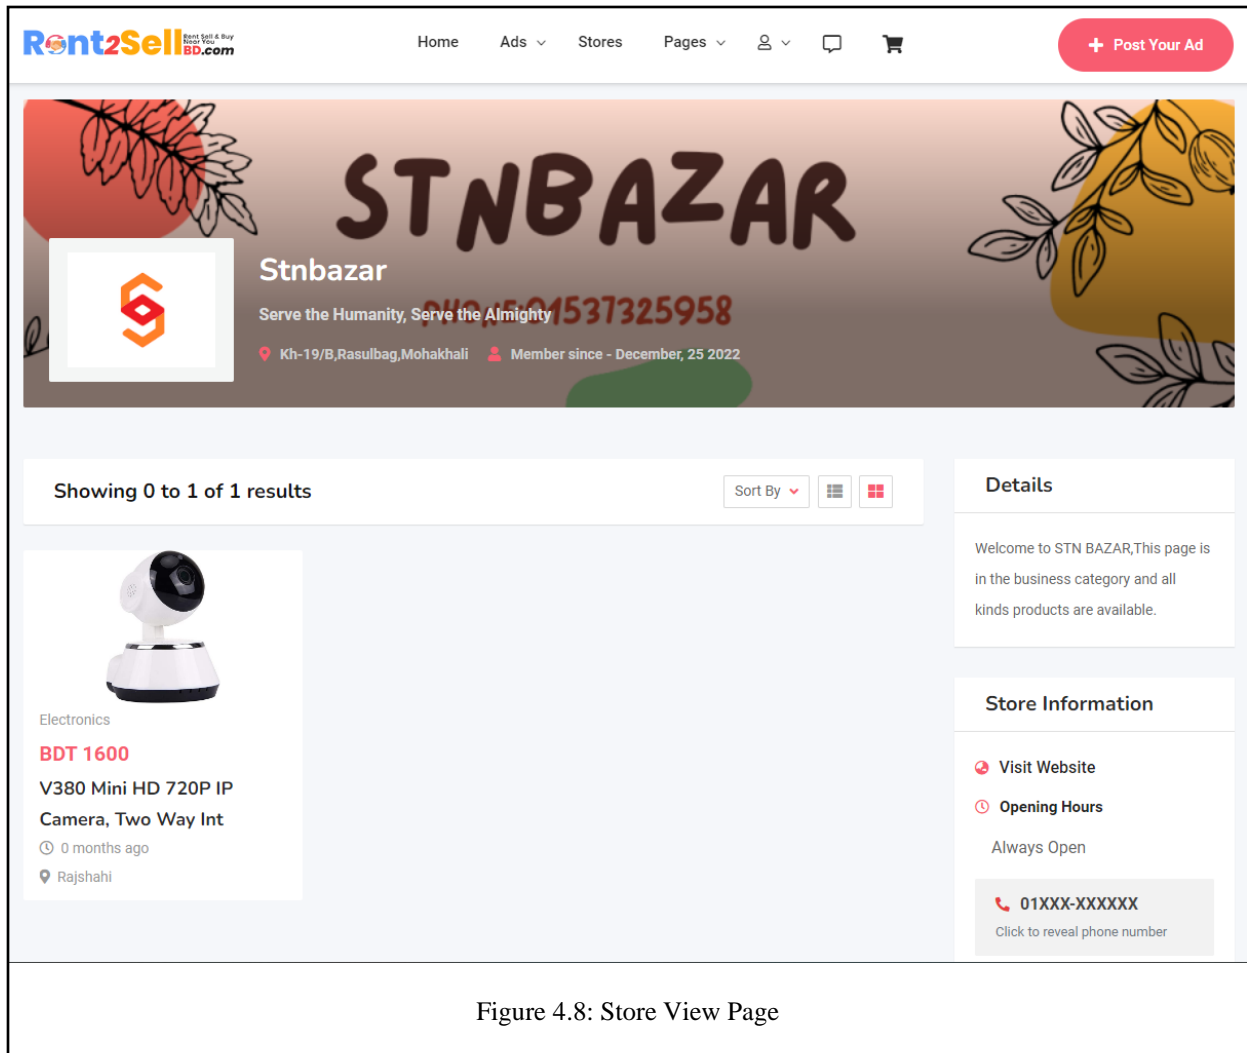 Rent2Sell Rent Sell & Buy Near You BD.com
Home Ads Stores Pages
+ Post Your Ad
STNBAZAR
Stnbazar
PHONE:01537325958
Serve the Humanity, Serve the Almighty
Kh-19/B,Rasulbag,Mohakhali Member since - December, 25 2022
Showing 0 to 1 of 1 results
Sort By
Electronics
BDT 1600
V380 Mini HD 720P IP
Camera, Two Way Int
0 months ago
Rajshahi
Details
Welcome to STN BAZAR,This page is
in the business category and all
kinds products are available.
Store Information
Visit Website
Opening Hours
Always Open
01XXX-XXXXXX
Click to reveal phone number
Figure 4.8: Store View Page